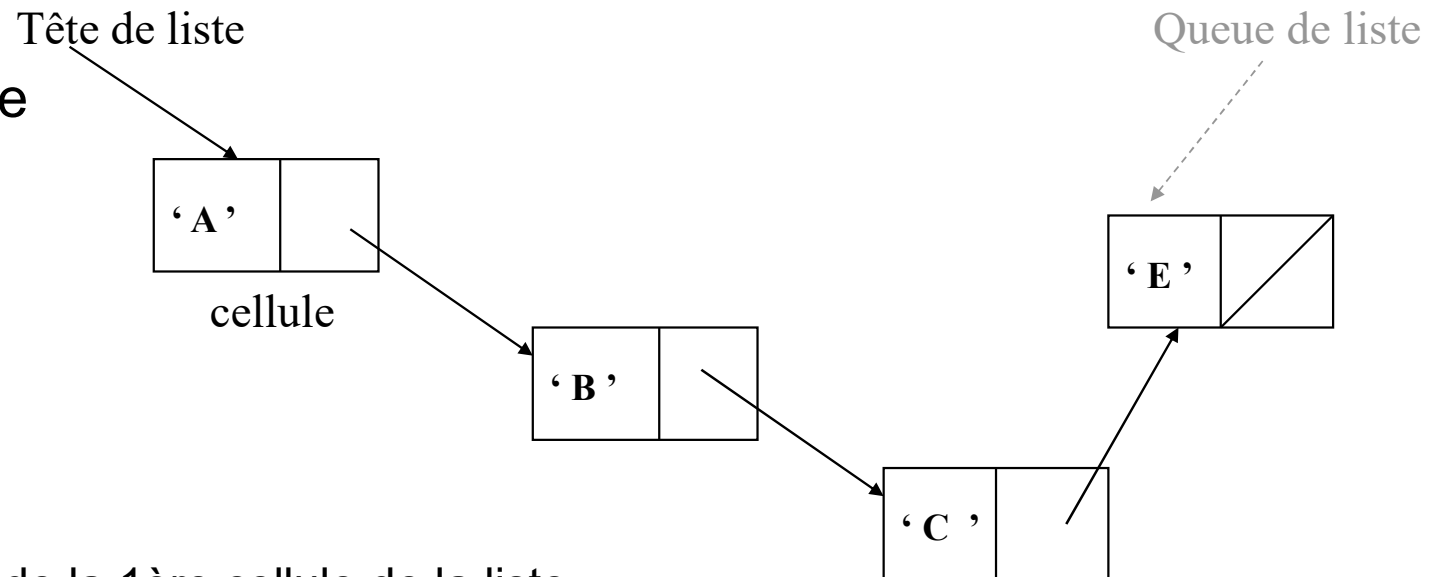 Tête de liste
Queue de liste
e
‘ A ’
cellule
‘ E ’
‘ B ’
‘ C ’
de la 1ère cellule de la liste